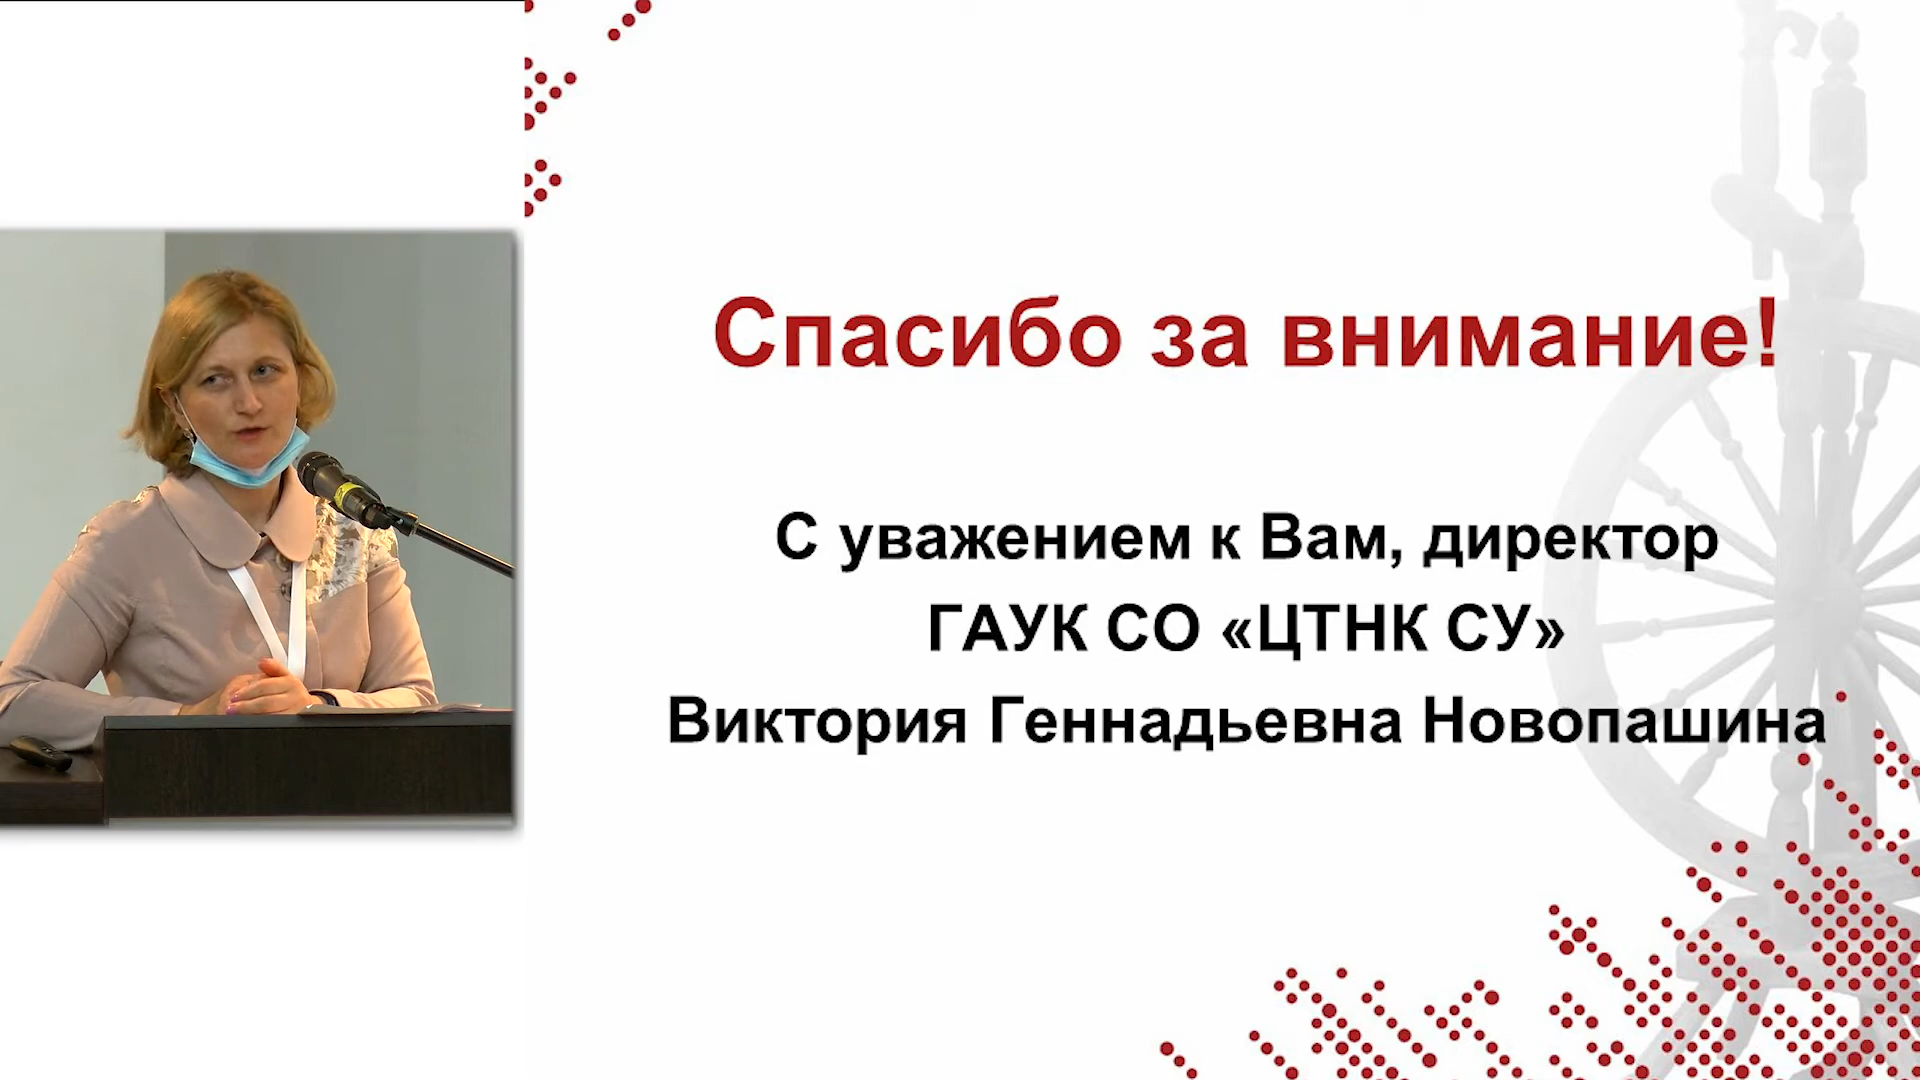 Спасибо за внимание!
С уважением к Вам, директор
ГАУК СО «ЦТНК СУ»
Виктория Геннадьевна Новопашина